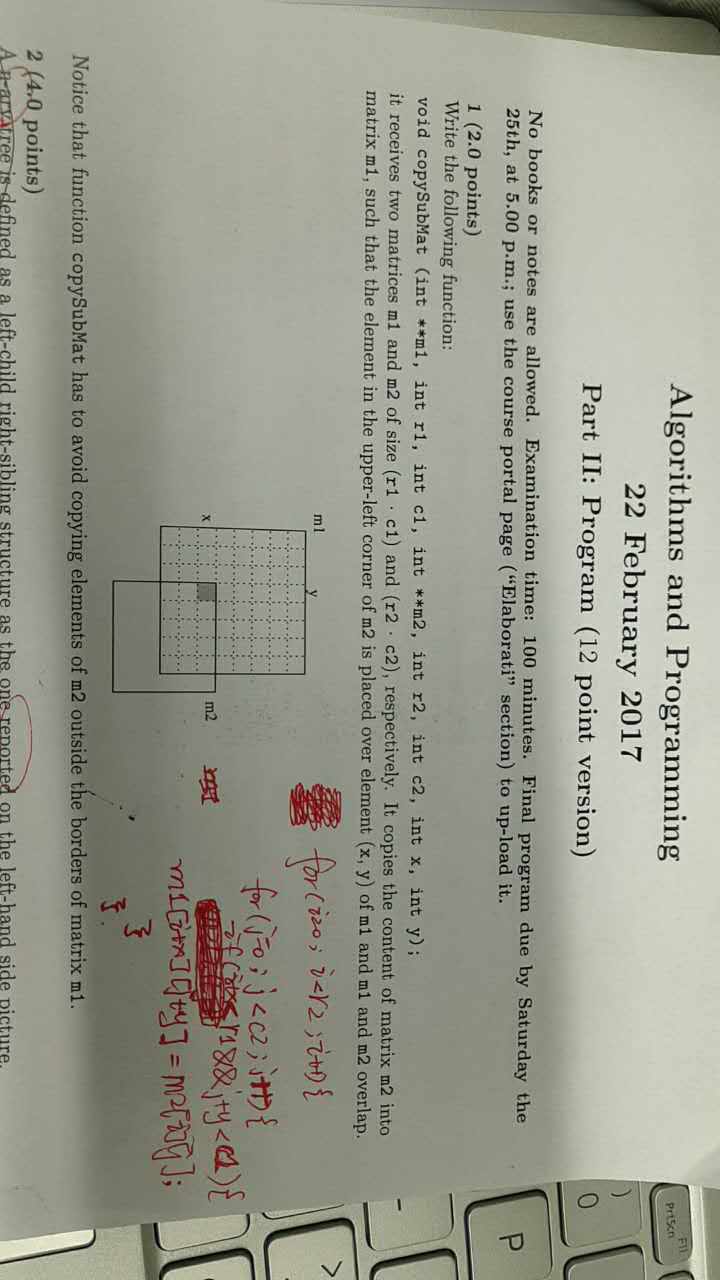 Algorithms and Programming
22 February 2017
Part II: Program (12 point version)
No books or notes are allowed. Examination time: 100 minutes. Final program due by Saturday the
25th, at 5.00 p.m.; use the course portal page (“Elaborati” section) to up-load it.
1 (2.0 points)
Write the following function:
void copySubMat (int **m1, int r1, int c1, int **m2, int r2, int c2, int x, int y);
it receives two matrices m1 and m2 of size (r1 · c1) and (r2 · c2), respectively. It copies the content of matrix m2 into
matrix m1, such that the element in the upper-left corner of m2 is placed over element (x, y) of m1 and m1 and m2 overlap.
m1
y
x
m2
for(i=0; i<r2; i++){
for(j=0; j<c2; j++){
if(i+x<r1&&j+y<c1){
m1[i+x][j+y]=m2[i][j];
}
}
Notice that function copySubMat has to avoid copying elements of m2 outside the borders of matrix m1.
2 (4.0 points)
A n-ary tree is defined as a left-child right-sibling structure as the one reported on the left-hand side picture.
F11
PrtScn
)
0
P
>